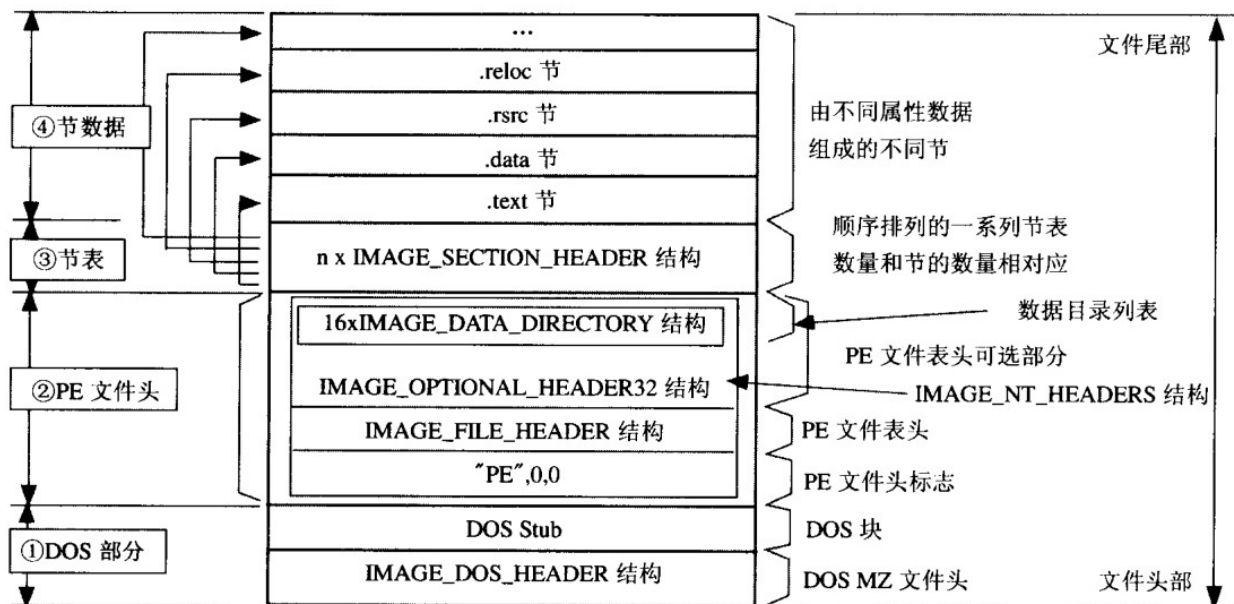 ...
文件尾部
.reloc 节
.rsrc 节
由不同属性数据
④节数据
组成的不同节
.data 节
.text 节
顺序排列的一系列节表
③节表
n x IMAGE_SECTION_HEADER 结构
数量和节的数量相对应
16xIMAGE_DATA_DIRECTORY 结构
数据目录列表
PE 文件表头可选部分
②PE 文件头
IMAGE_OPTIONAL_HEADER32 结构
IMAGE_NT_HEADERS 结构
IMAGE_FILE_HEADER 结构
PE 文件表头
"PE",0,0
PE 文件头标志
DOS Stub
DOS 块
①DOS 部分
IMAGE_DOS_HEADER 结构
DOS MZ 文件头
文件头部